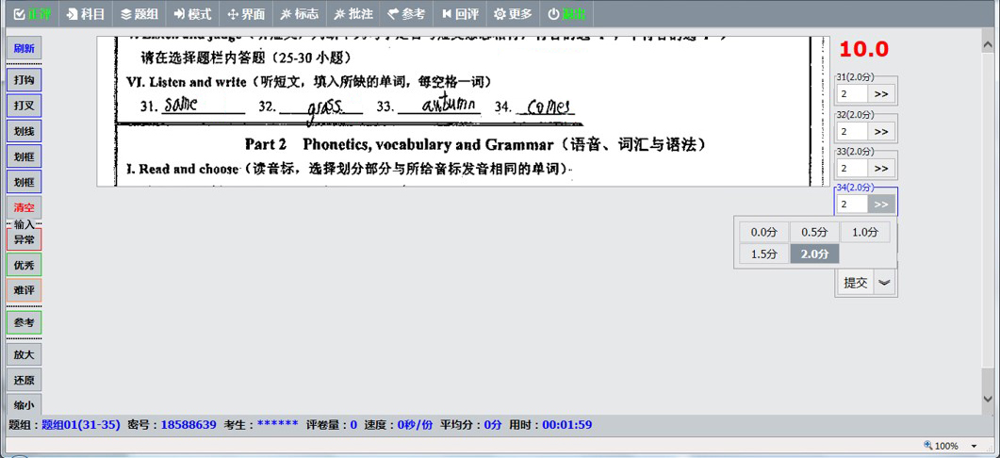 正评 科目 题组 模式 界面 标志 批注 参考 回评 更多 退出
刷新
打钩
打叉
划线
划框
划框
清空
输入
异常
优秀
难评
参考
放大
还原
缩小
请在选择题栏内答题（25-30 小题）
VI. Listen and write（听短文，填入所缺的单词，每空格一词）
31. same 32. grass 33. autumn 34. comes
Part 2 Phonetics, vocabulary and Grammar（语音、词汇与语法）
I. Read and choose（读音标，选择划分部分与所给音标发音相同的单词）
10.0
31(2.0分)
2 >>
32(2.0分)
2 >>
33(2.0分)
2 >>
34(2.0分)
2 >>
0.0分 0.5分 1.0分
1.5分 2.0分
提交
题组：题组01(31-35) 密号：18588639 考生：****** 评卷量：0 速度：0秒/份 平均分：0分 用时：00:01:59
100%